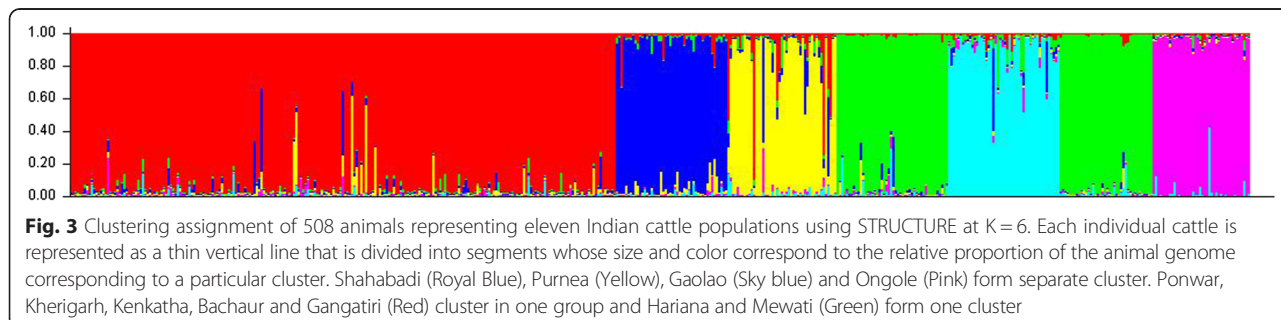 1.00
0.80
0.60
0.40
0.20
0.00
Fig. 3 Clustering assignment of 508 animals representing eleven Indian cattle populations using STRUCTURE at K = 6. Each individual cattle is
represented as a thin vertical line that is divided into segments whose size and color correspond to the relative proportion of the animal genome
corresponding to a particular cluster. Shahabadi (Royal Blue), Purnea (Yellow), Gaolao (Sky blue) and Ongole (Pink) form separate cluster. Ponwar,
Kherigarh, Kenkatha, Bachaur and Gangatiri (Red) cluster in one group and Hariana and Mewati (Green) form one cluster